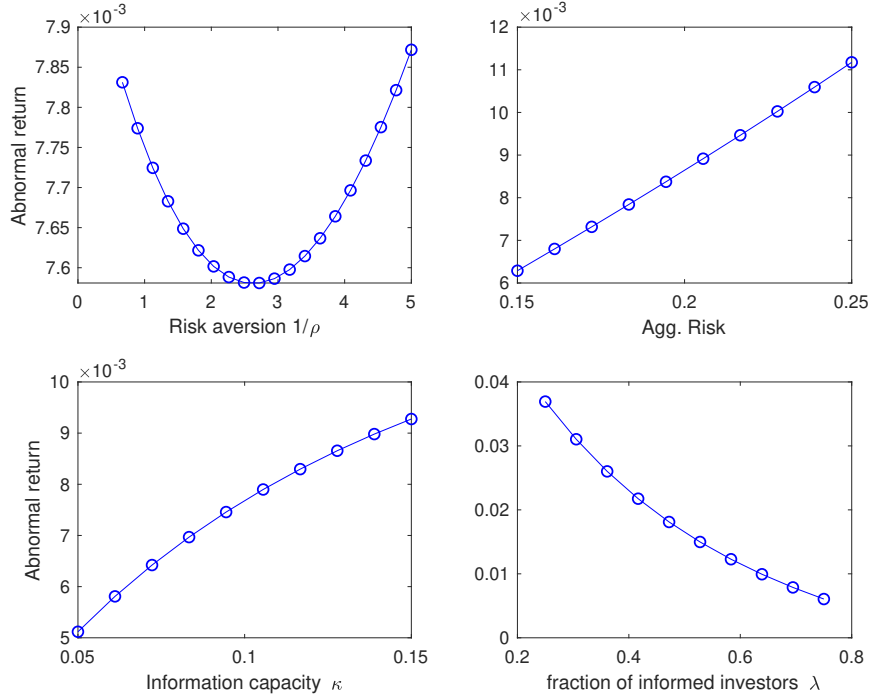 ×10⁻³
7.9
7.85
7.8
7.75
7.7
7.65
7.6
Abnormal return
0 1 2 3 4 5
Risk aversion 1/ρ
×10⁻³
12
11
10
9
8
7
6
0.15 0.2 0.25
Agg. Risk
×10⁻³
10
9
8
7
6
5
Abnormal return
0.05 0.1 0.15
Information capacity κ
0.04
0.03
0.02
0.01
0
0.2 0.4 0.6 0.8
fraction of informed investors λ